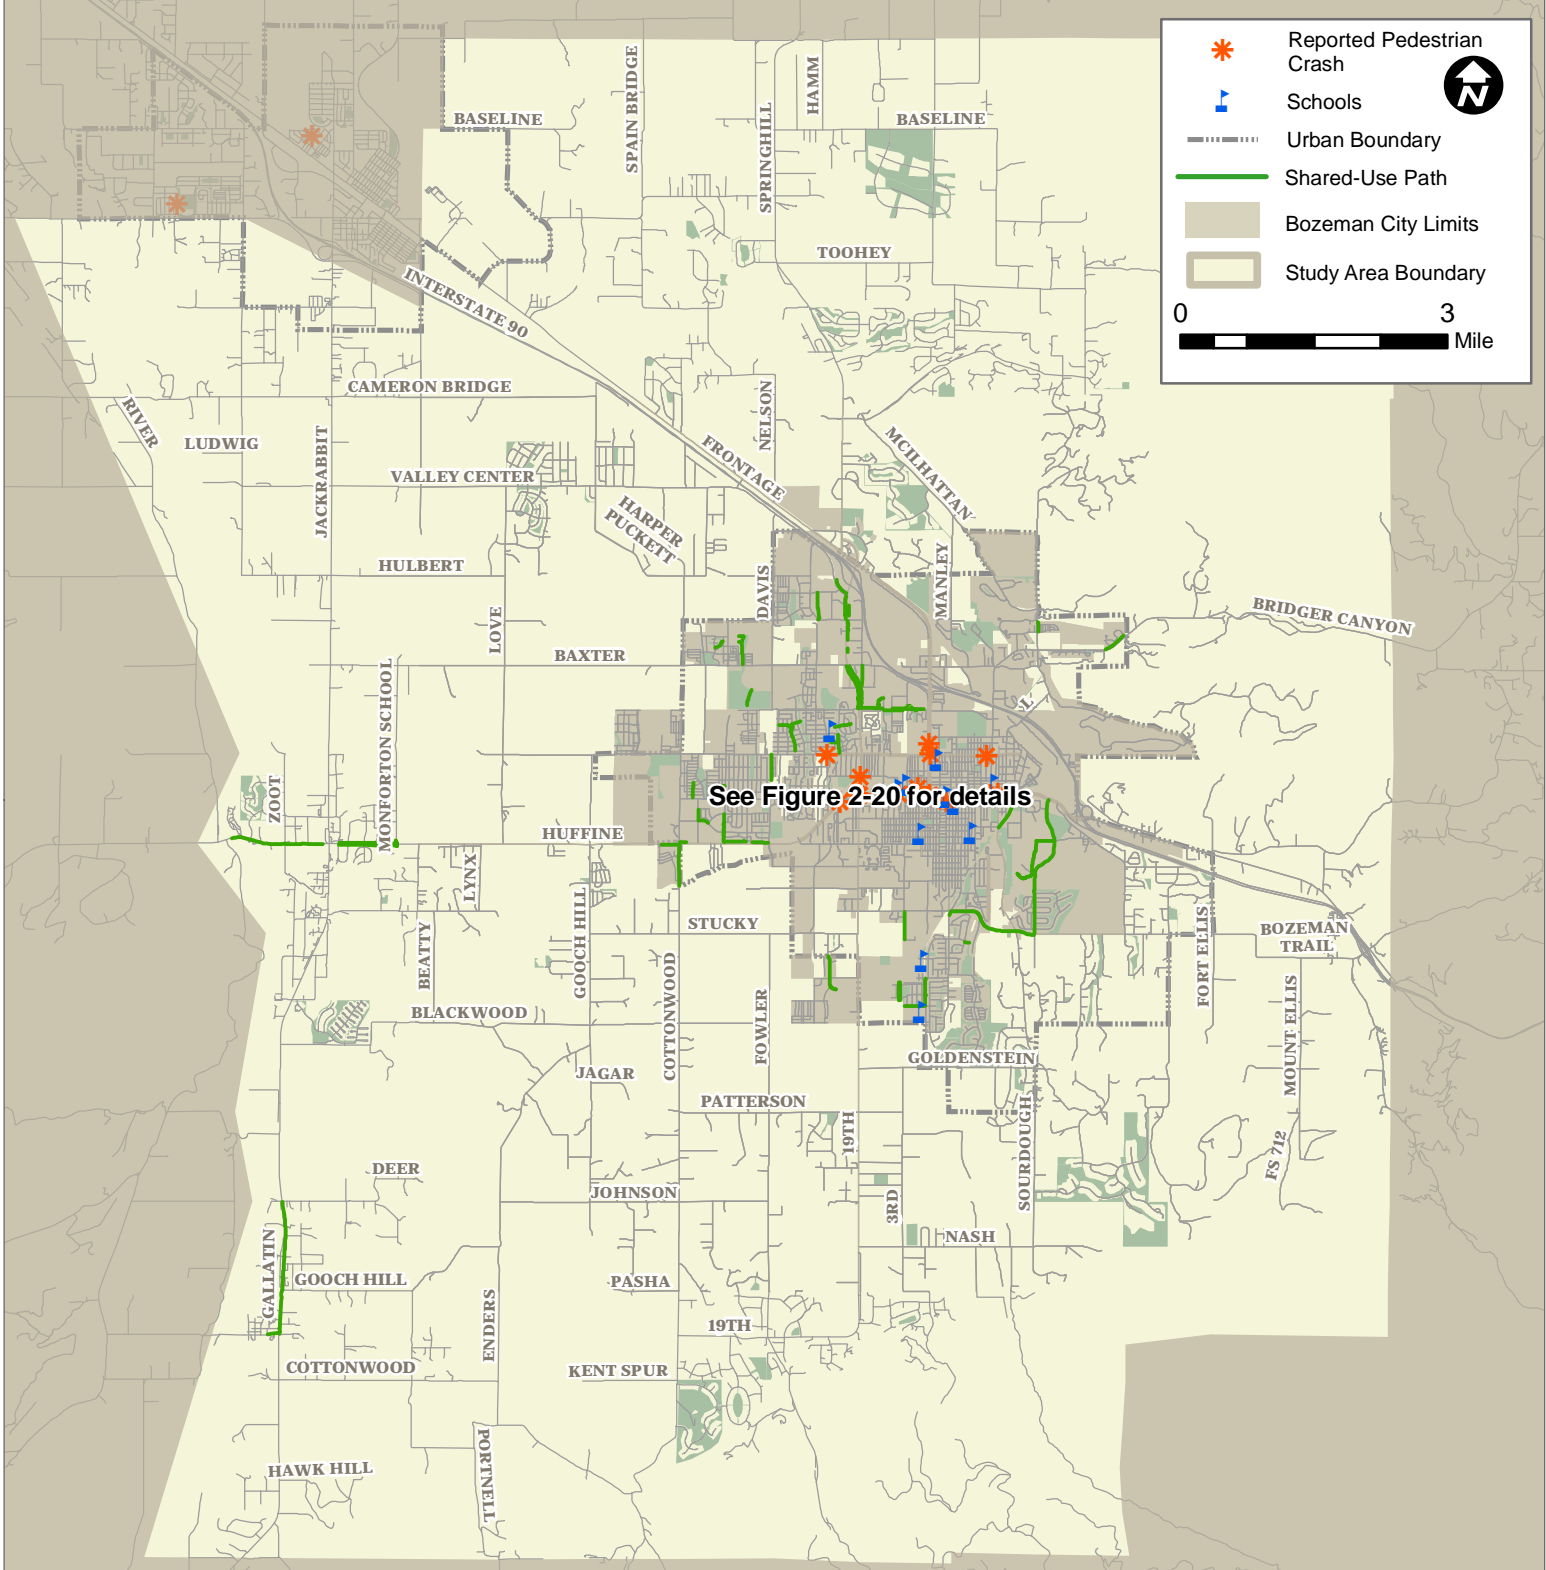 Reported Pedestrian
Crash
N
Schools
Urban Boundary
Shared-Use Path
Bozeman City Limits
Study Area Boundary
0 3
Mile
BASELINE
SPAIN BRIDGE
SPRINGHILL
HAMM
BASELINE
TOOHEY
INTERSTATE 90
CAMERON BRIDGE
RIVER
LUDWIG
JACKRABBIT
NELSON
FRONTAGE
MCILHATTAN
VALLEY CENTER
HARPER
PUCKETT
HULBERT
DAVIS
MANLEY
LOVE
BRIDGER CANYON
BAXTER
MONFORTON SCHOOL
L
ZOOT
See Figure 2-20 for details
HUFFINE
LYNX
GOOCH HILL
STUCKY
BEATTY
COTTONWOOD
FORT ELLIS
BOZEMAN
TRAIL
BLACKWOOD
FOWLER
MOUNT ELLIS
GOLDENSTEIN
JAGAR
PATTERSON
19TH
SOURDOUGH
FS 712
DEER
JOHNSON
3RD
NASH
GALLATIN
GOOCH HILL
PASHA
ENDERS
19TH
COTTONWOOD
KENT SPUR
HAWK HILL
PORTNELL